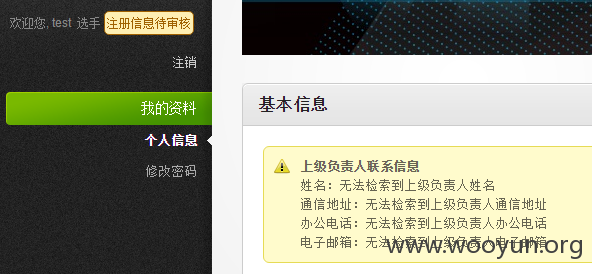 欢迎您, test 选手 注册信息待审核
注销
我的资料
个人信息
修改密码
基本信息
上级负责人联系信息
姓名：无法检索到上级负责人姓名
通信地址：无法检索到上级负责人通信地址
办公电话：无法检索到上级负责人办公电话
电子邮箱：无法检索到上级负责人电子邮箱
www.wooyun.org